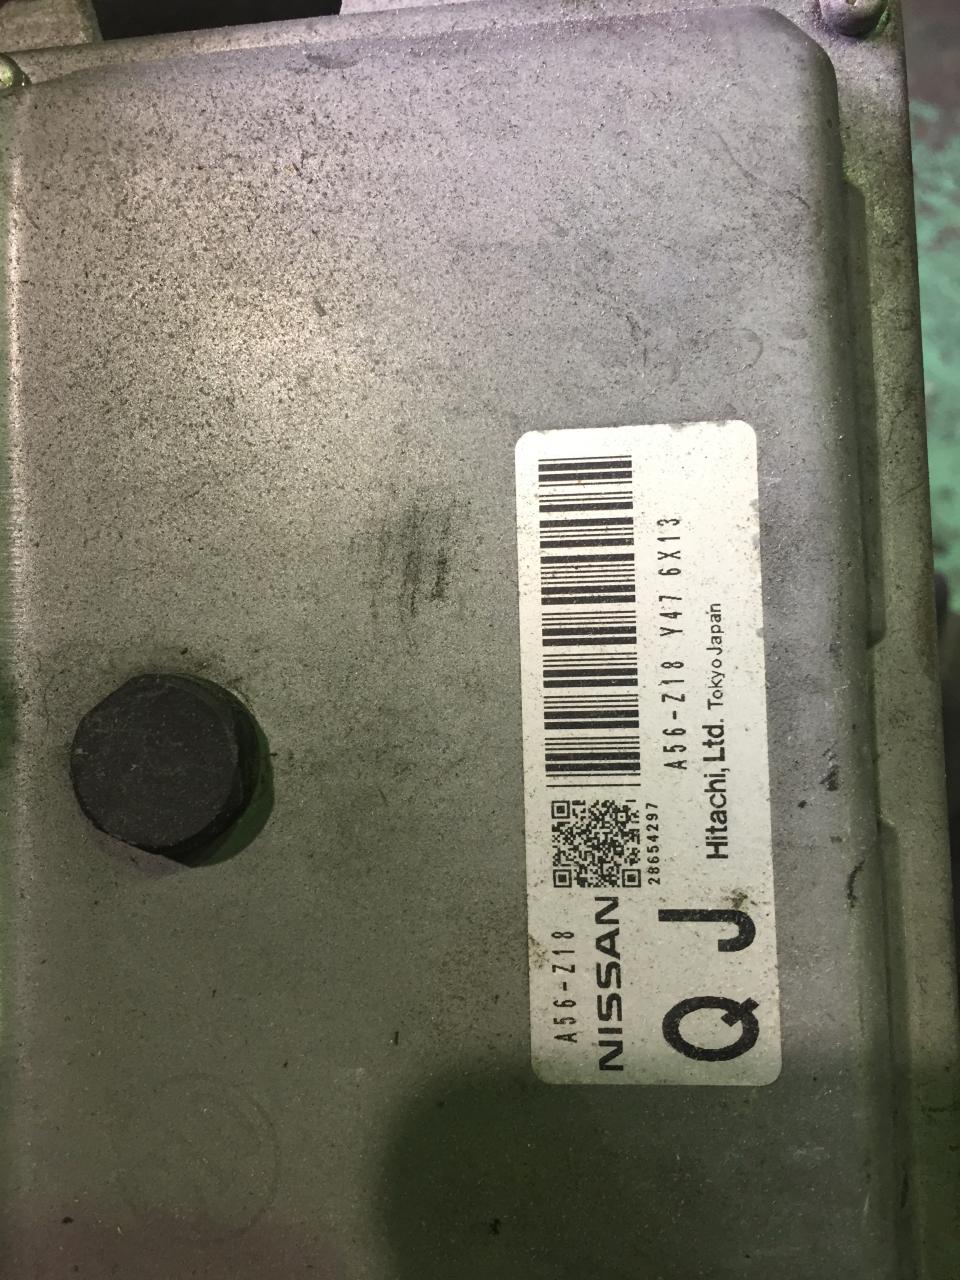 A56-Z18
NISSAN
28654297
Q J
A56-Z18 Y47 6X13
Hitachi, Ltd. Tokyo Japan